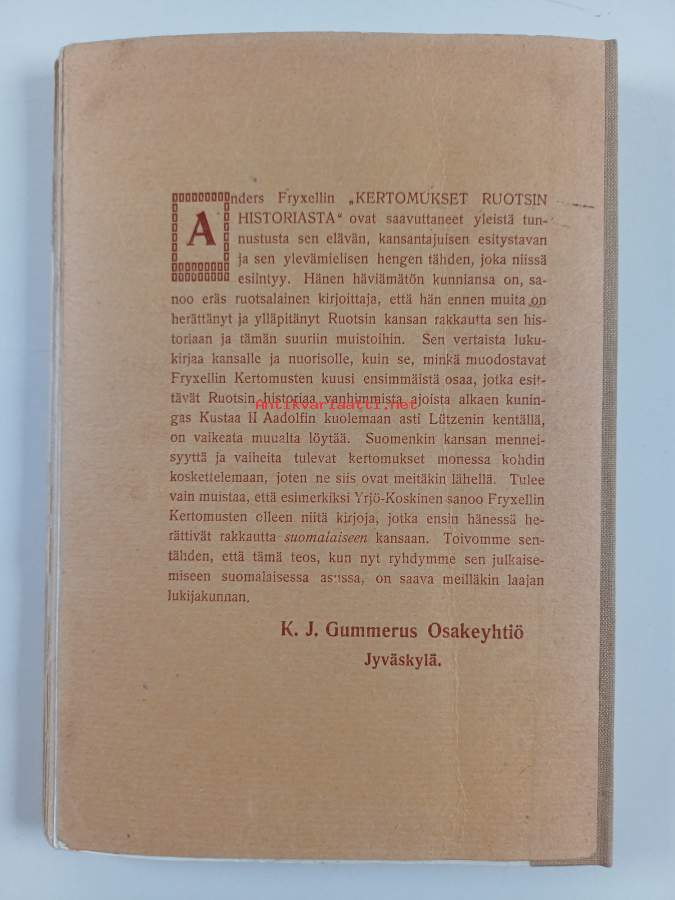 Anders Fryxellin „KERTOMUKSET RUOTSIN
HISTORIASTA“ ovat saavuttaneet yleistä tun-
nustusta sen elävän, kansantajuisen esitystavan
ja sen ylevämielisen hengen tähden, joka niissä
esiintyy. Hänen häviämätön kunniansa on, sa-
noo eräs ruotsalainen kirjoittaja, että hän ennen muita on
herättänyt ja ylläpitänyt Ruotsin kansan rakkautta sen his-
toriaan ja tämän suuriin muistoihin. Sen vertaista luku-
kirjaa kansalle ja nuorisolle, kuin se, minkä muodostavat
Fryxellin Kertomusten kuusi ensimmäistä osaa, jotka esit-
tävät Ruotsin historiaa vanhimmista ajoista alkaen kunin-
Antikvariaatti.net
gas Kustaa II Aadolfin kuolemaan asti Lützenin kentällä,
on vaikeata muualta löytää. Suomenkin kansan mennei-
syyttä ja vaiheita tulevat kertomukset monessa kohdin
koskettelemaan, joten ne siis ovat meitäkin lähellä. Tulee
vain muistaa, että esimerkiksi Yrjö-Koskinen sanoo Fryxellin
Kertomusten olleen niitä kirjoja, jotka ensin hänessä he-
rättivät rakkautta suomalaiseen kansaan. Toivomme sen-
tähden, että tämä teos, kun nyt ryhdymme sen julkaise-
miseen suomalaisessa asussa, on saava meilläkin laajan
lukijakunnan.
K. J. Gummerus Osakeyhtiö
Jyväskylä.